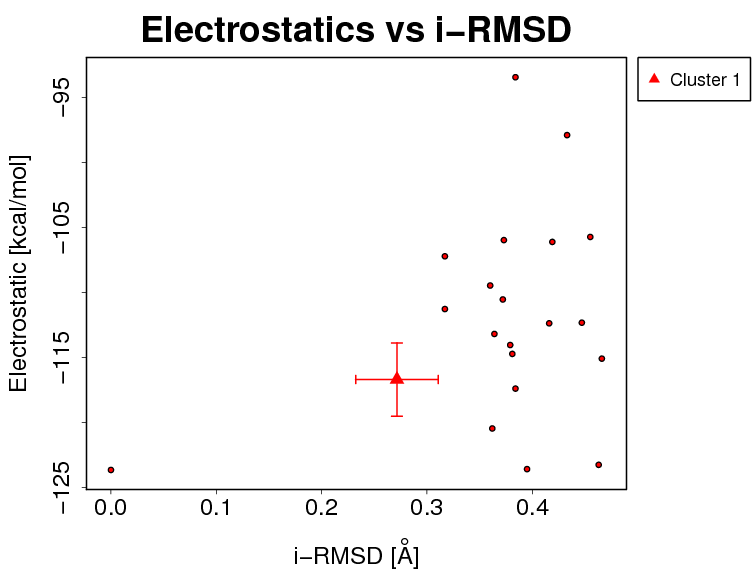 Electrostatics vs i−RMSD
Cluster 1
Electrostatic [kcal/mol]
−95
−105
−115
−125
0.0 0.1 0.2 0.3 0.4
i−RMSD [Å]